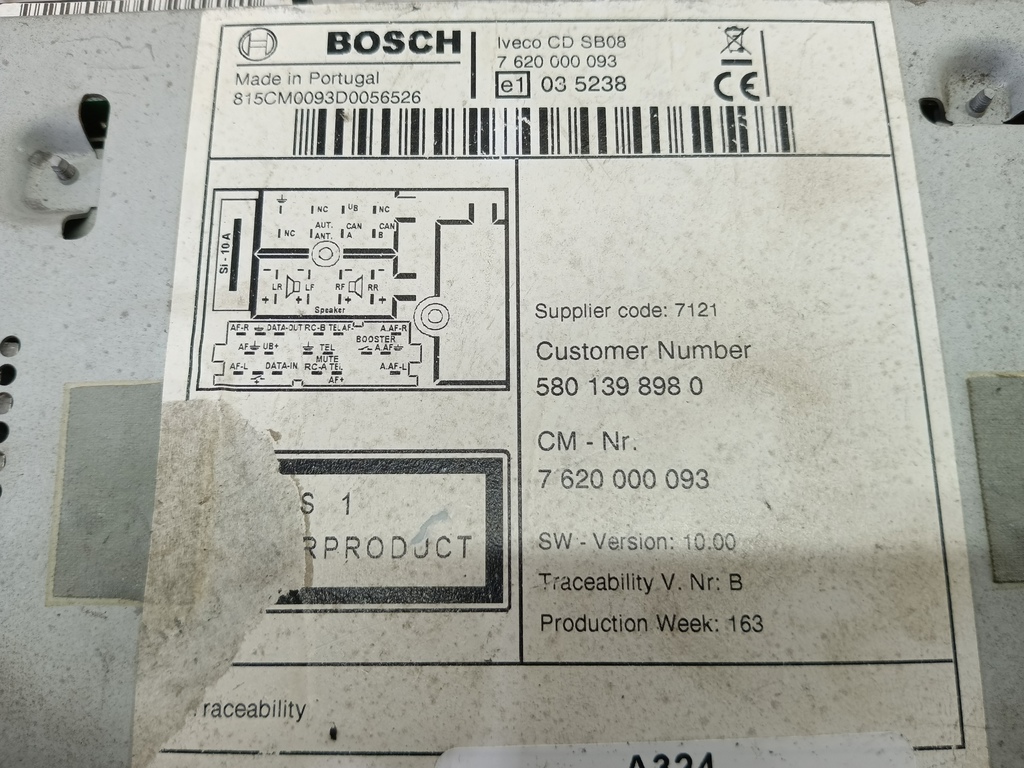 BOSCH
Iveco CD SB08
7 620 000 093
e1 03 5238
CE
Made in Portugal
815CM0093D0056526
NC UB NC
NC AUT. ANT. CAN A CAN B
Si - 10 A
LR LF RF RR
Speaker
AF-R DATA-OUT RC-B TEL AF- A.AF-R
BOOSTER
AF UB+ TEL MUTE A.AF
AF-L DATA-IN RC-A TEL AF+ A.AF-L
Supplier code: 7121
Customer Number
580 139 898 0
CM - Nr.
7 620 000 093
SW - Version: 10.00
Traceability V. Nr: B
Production Week: 163
S 1
RPRODUCT
raceability
A324